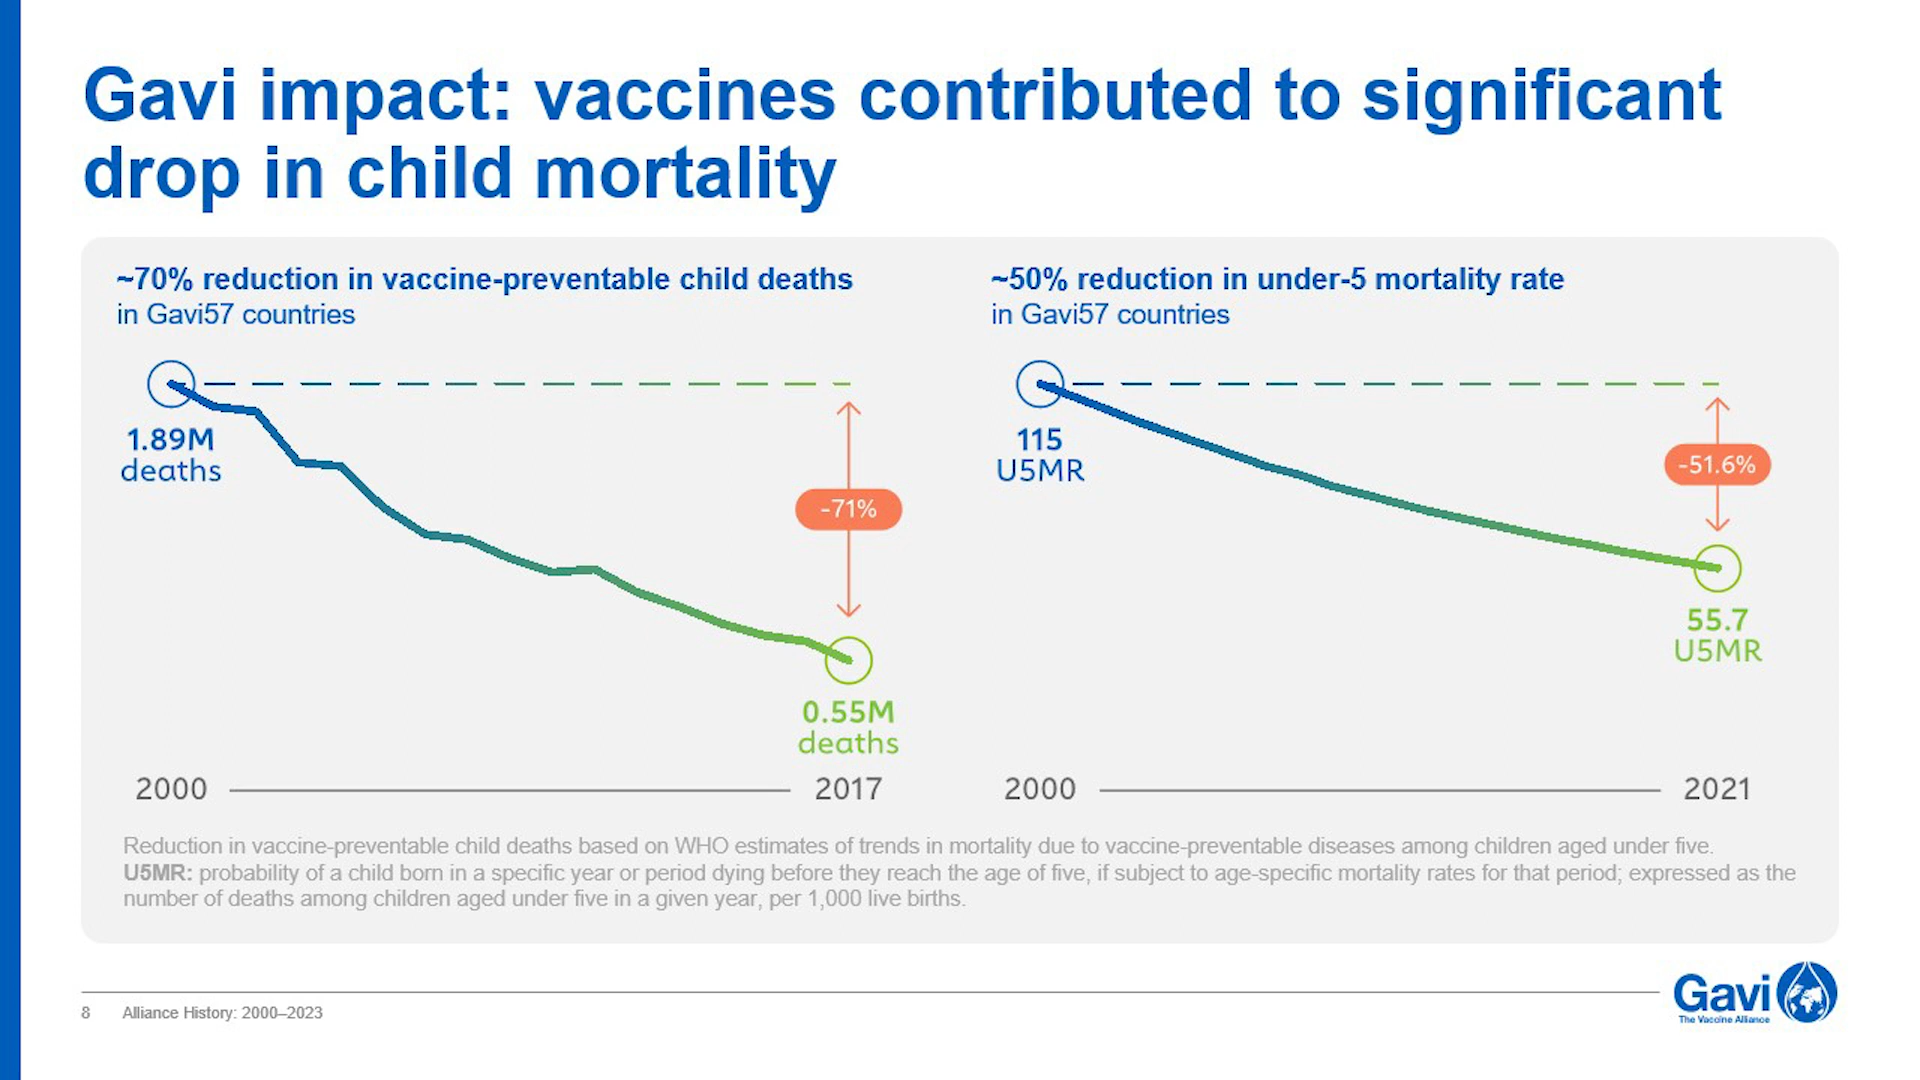 Gavi impact: vaccines contributed to significant
drop in child mortality
~70% reduction in vaccine-preventable child deaths
in Gavi57 countries
1.89M
deaths
-71%
0.55M
deaths
2000
2017
~50% reduction in under-5 mortality rate
in Gavi57 countries
115
U5MR
-51.6%
55.7
U5MR
2000
2021
Reduction in vaccine-preventable child deaths based on WHO estimates of trends in mortality due to vaccine-preventable diseases among children aged under five.
U5MR: probability of a child born in a specific year or period dying before they reach the age of five, if subject to age-specific mortality rates for that period; expressed as the
number of deaths among children aged under five in a given year, per 1,000 live births.
8 Alliance History: 2000–2023
Gavi
The Vaccine Alliance